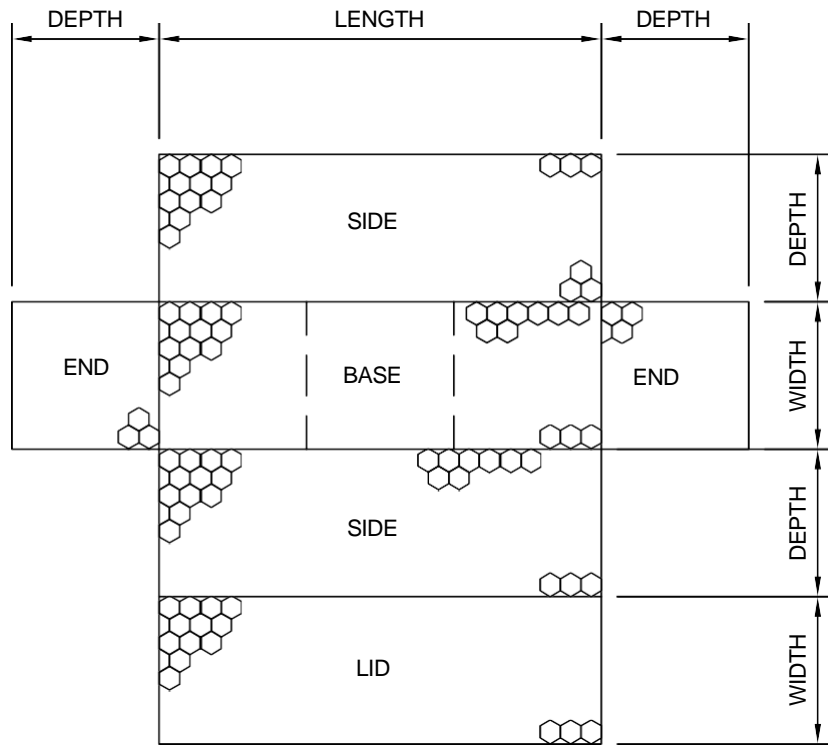 DEPTH
LENGTH
DEPTH
SIDE
DEPTH
END
BASE
END
WIDTH
SIDE
DEPTH
LID
WIDTH